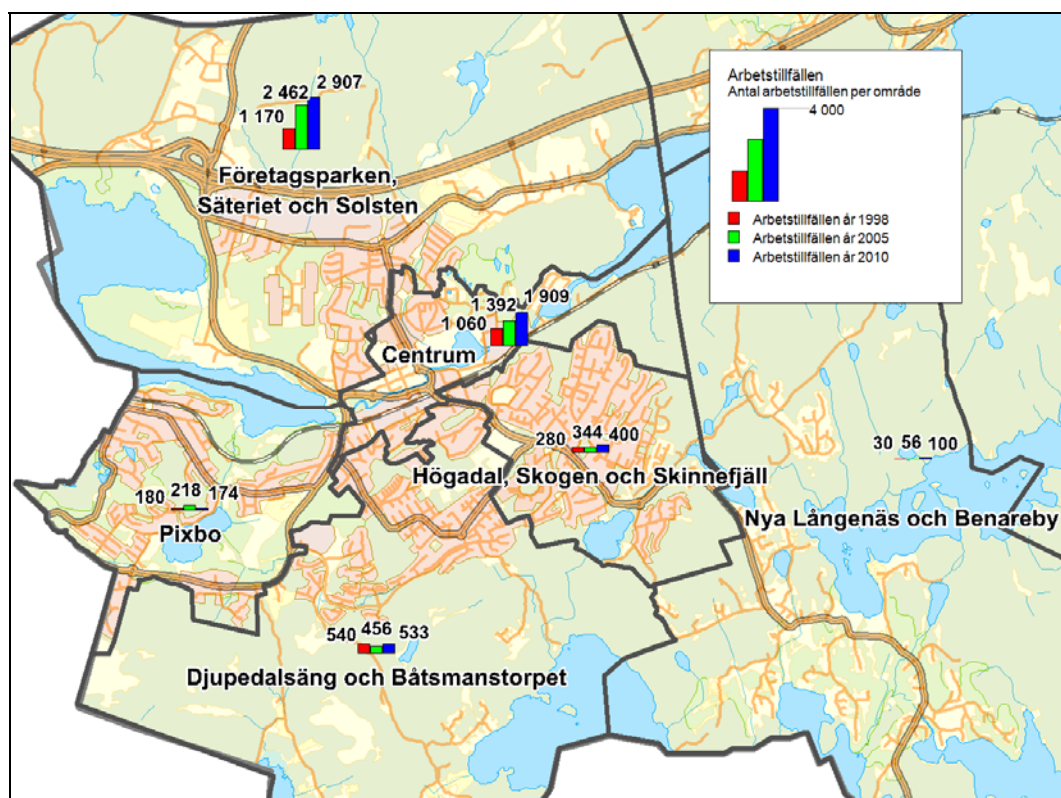 Arbetstillfällen
Antal arbetstillfällen per område
4 000
Arbetstillfällen år 1998
Arbetstillfällen år 2005
Arbetstillfällen år 2010
1 170 2 462 2 907
Företagsparken,
Säteriet och Solsten
1 060 1 392 1 909
Centrum
280 344 400
Högadal, Skogen och Skinnefjäll
30 56 100
Nya Långenäs och Benareby
180 218 174
Pixbo
540 456 533
Djupedalsäng och Båtsmanstorpet